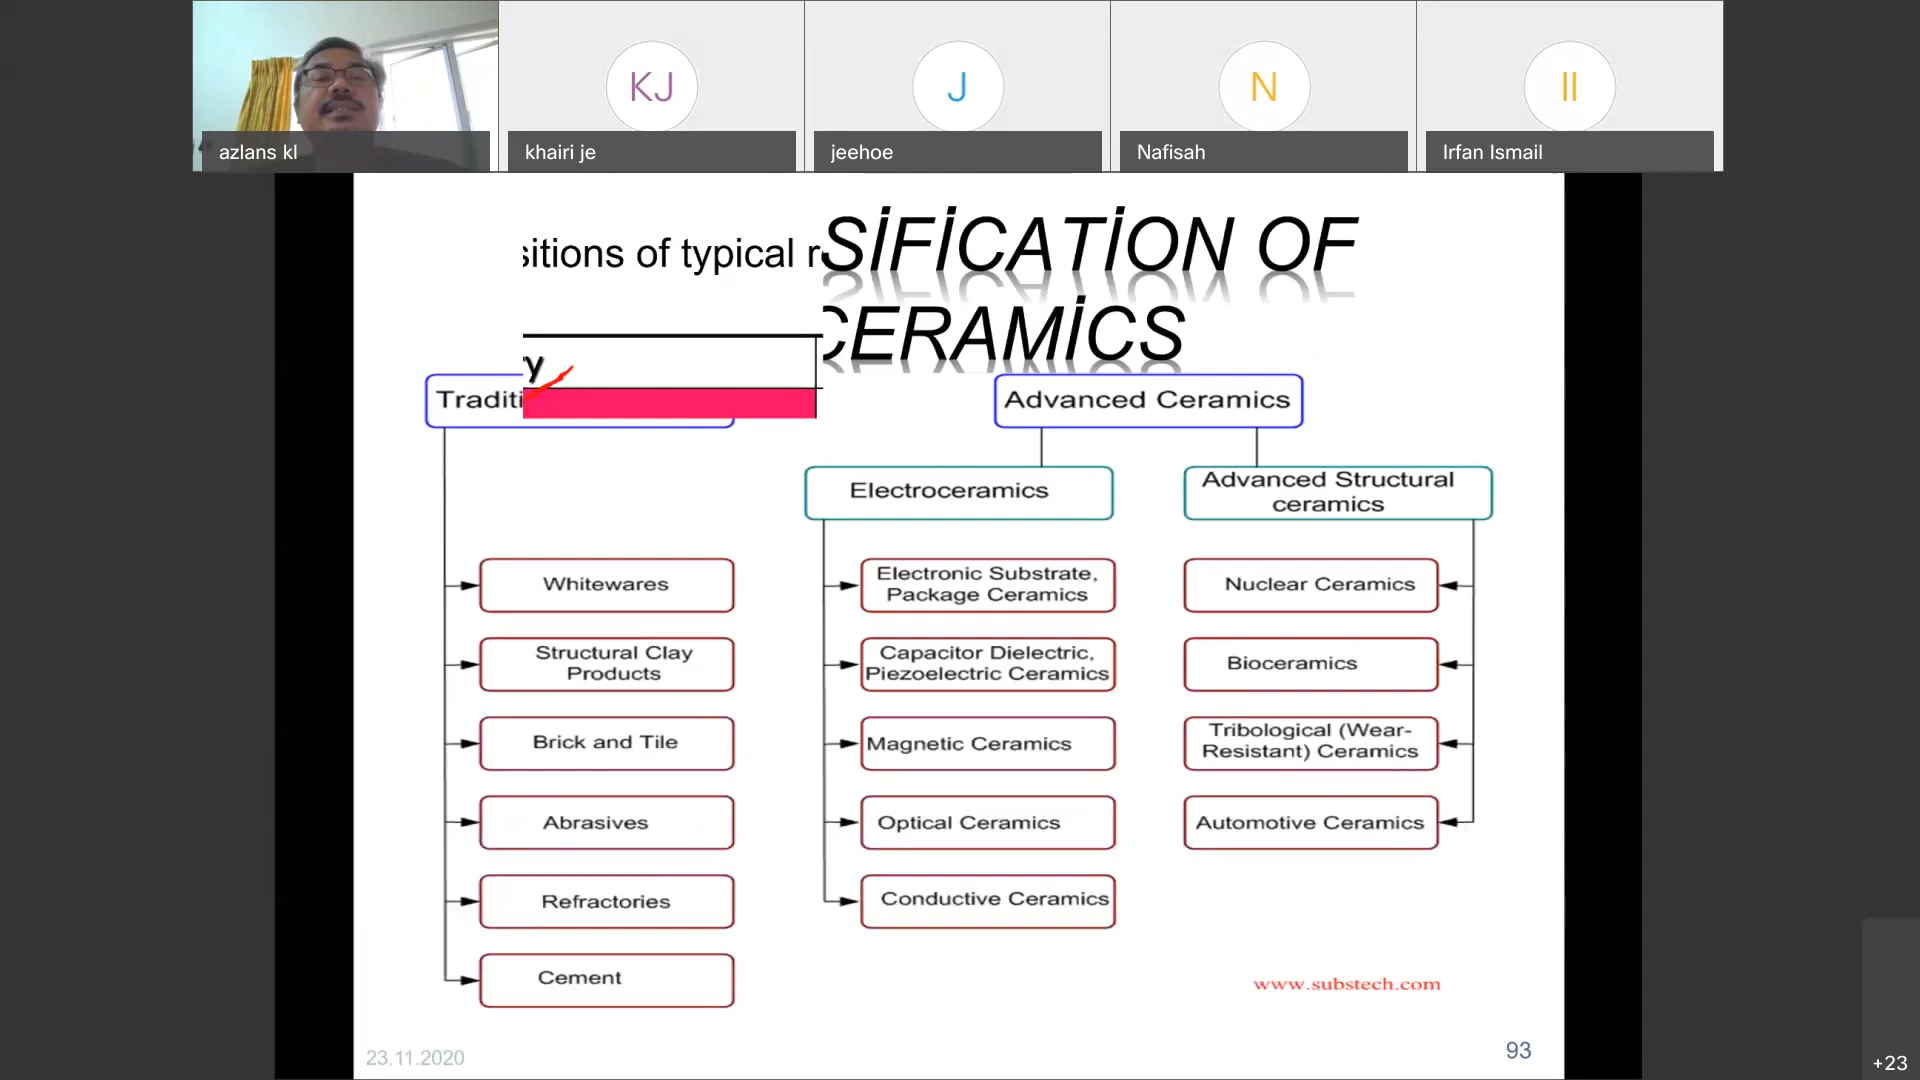 KJ
J
N
II
azlans kl
khairi je
jeehoe
Nafisah
Irfan Ismail
sitions of typical r
SİFİCATİON OF
CERAMİCS
y
Traditi
Advanced Ceramics
Electroceramics
Advanced Structural
ceramics
Whitewares
Structural Clay
Products
Brick and Tile
Abrasives
Refractories
Cement
Electronic Substrate,
Package Ceramics
Capacitor Dielectric,
Piezoelectric Ceramics
Magnetic Ceramics
Optical Ceramics
Conductive Ceramics
Nuclear Ceramics
Bioceramics
Tribological (Wear-
Resistant) Ceramics
Automotive Ceramics
www.substech.com
23.11.2020
93
+23